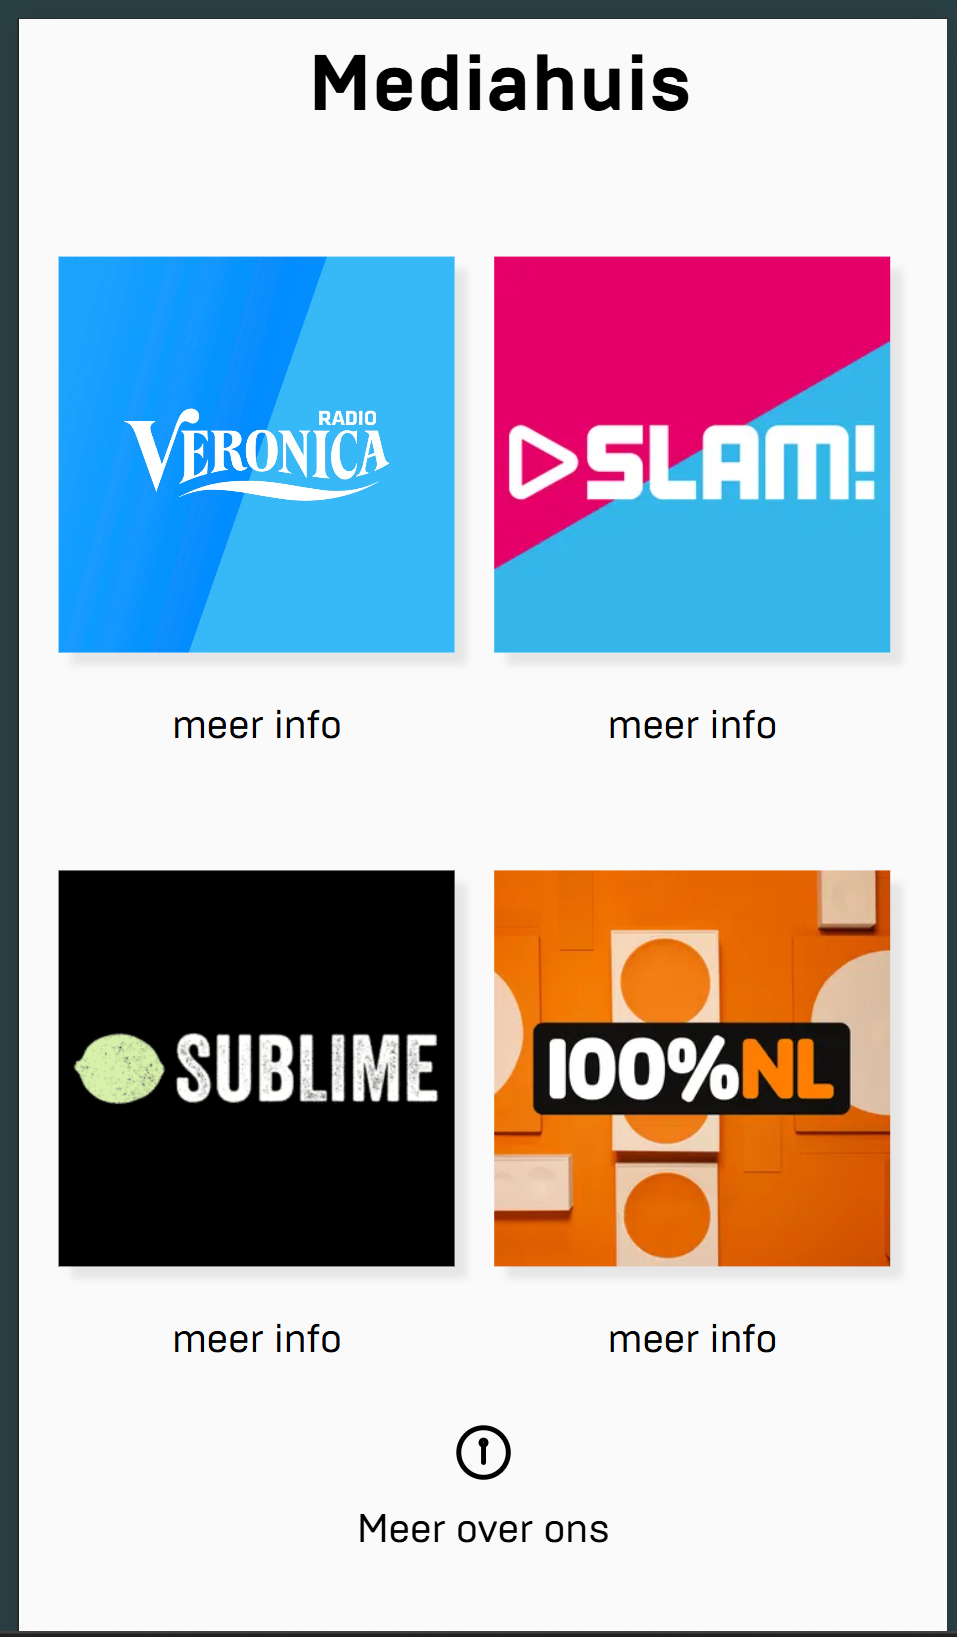 Mediahuis
RADIO
VERONICA
SLAM!
meer info
meer info
SUBLIME
100%NL
meer info
meer info
Meer over ons